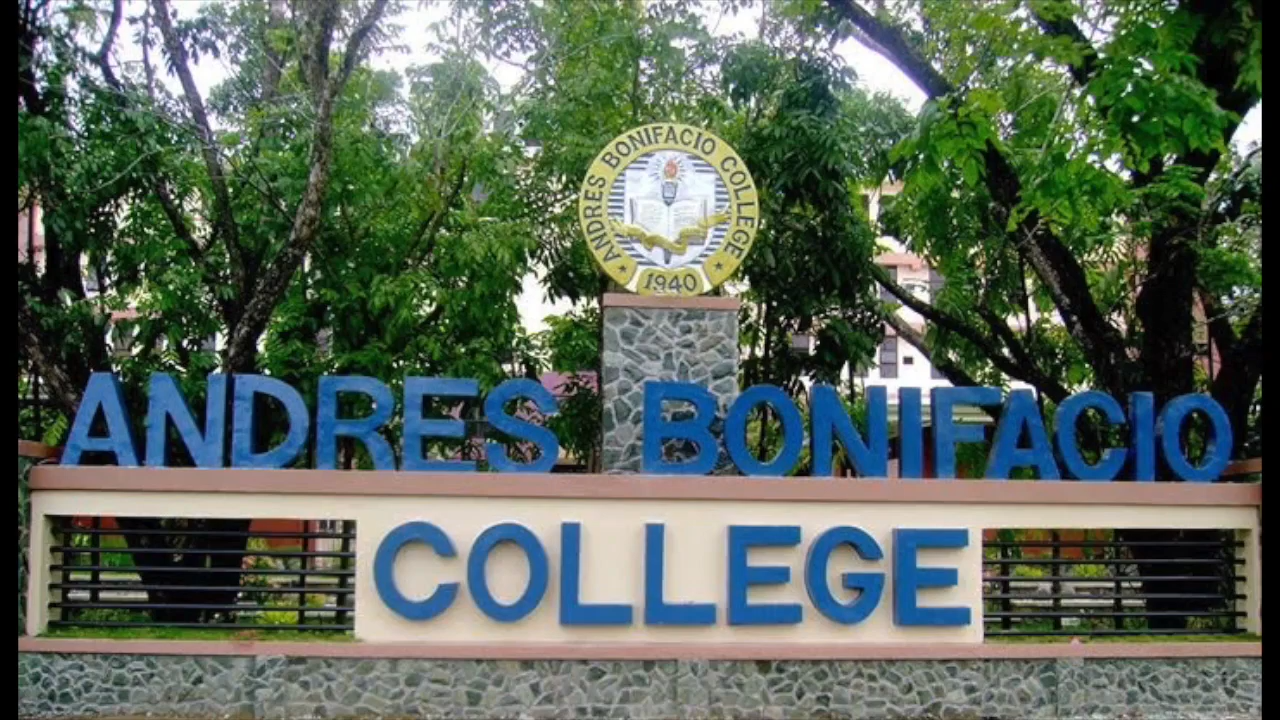 ANDRES BONIFACIO COLLEGE
1940
ANDRES BONIFACIO
COLLEGE